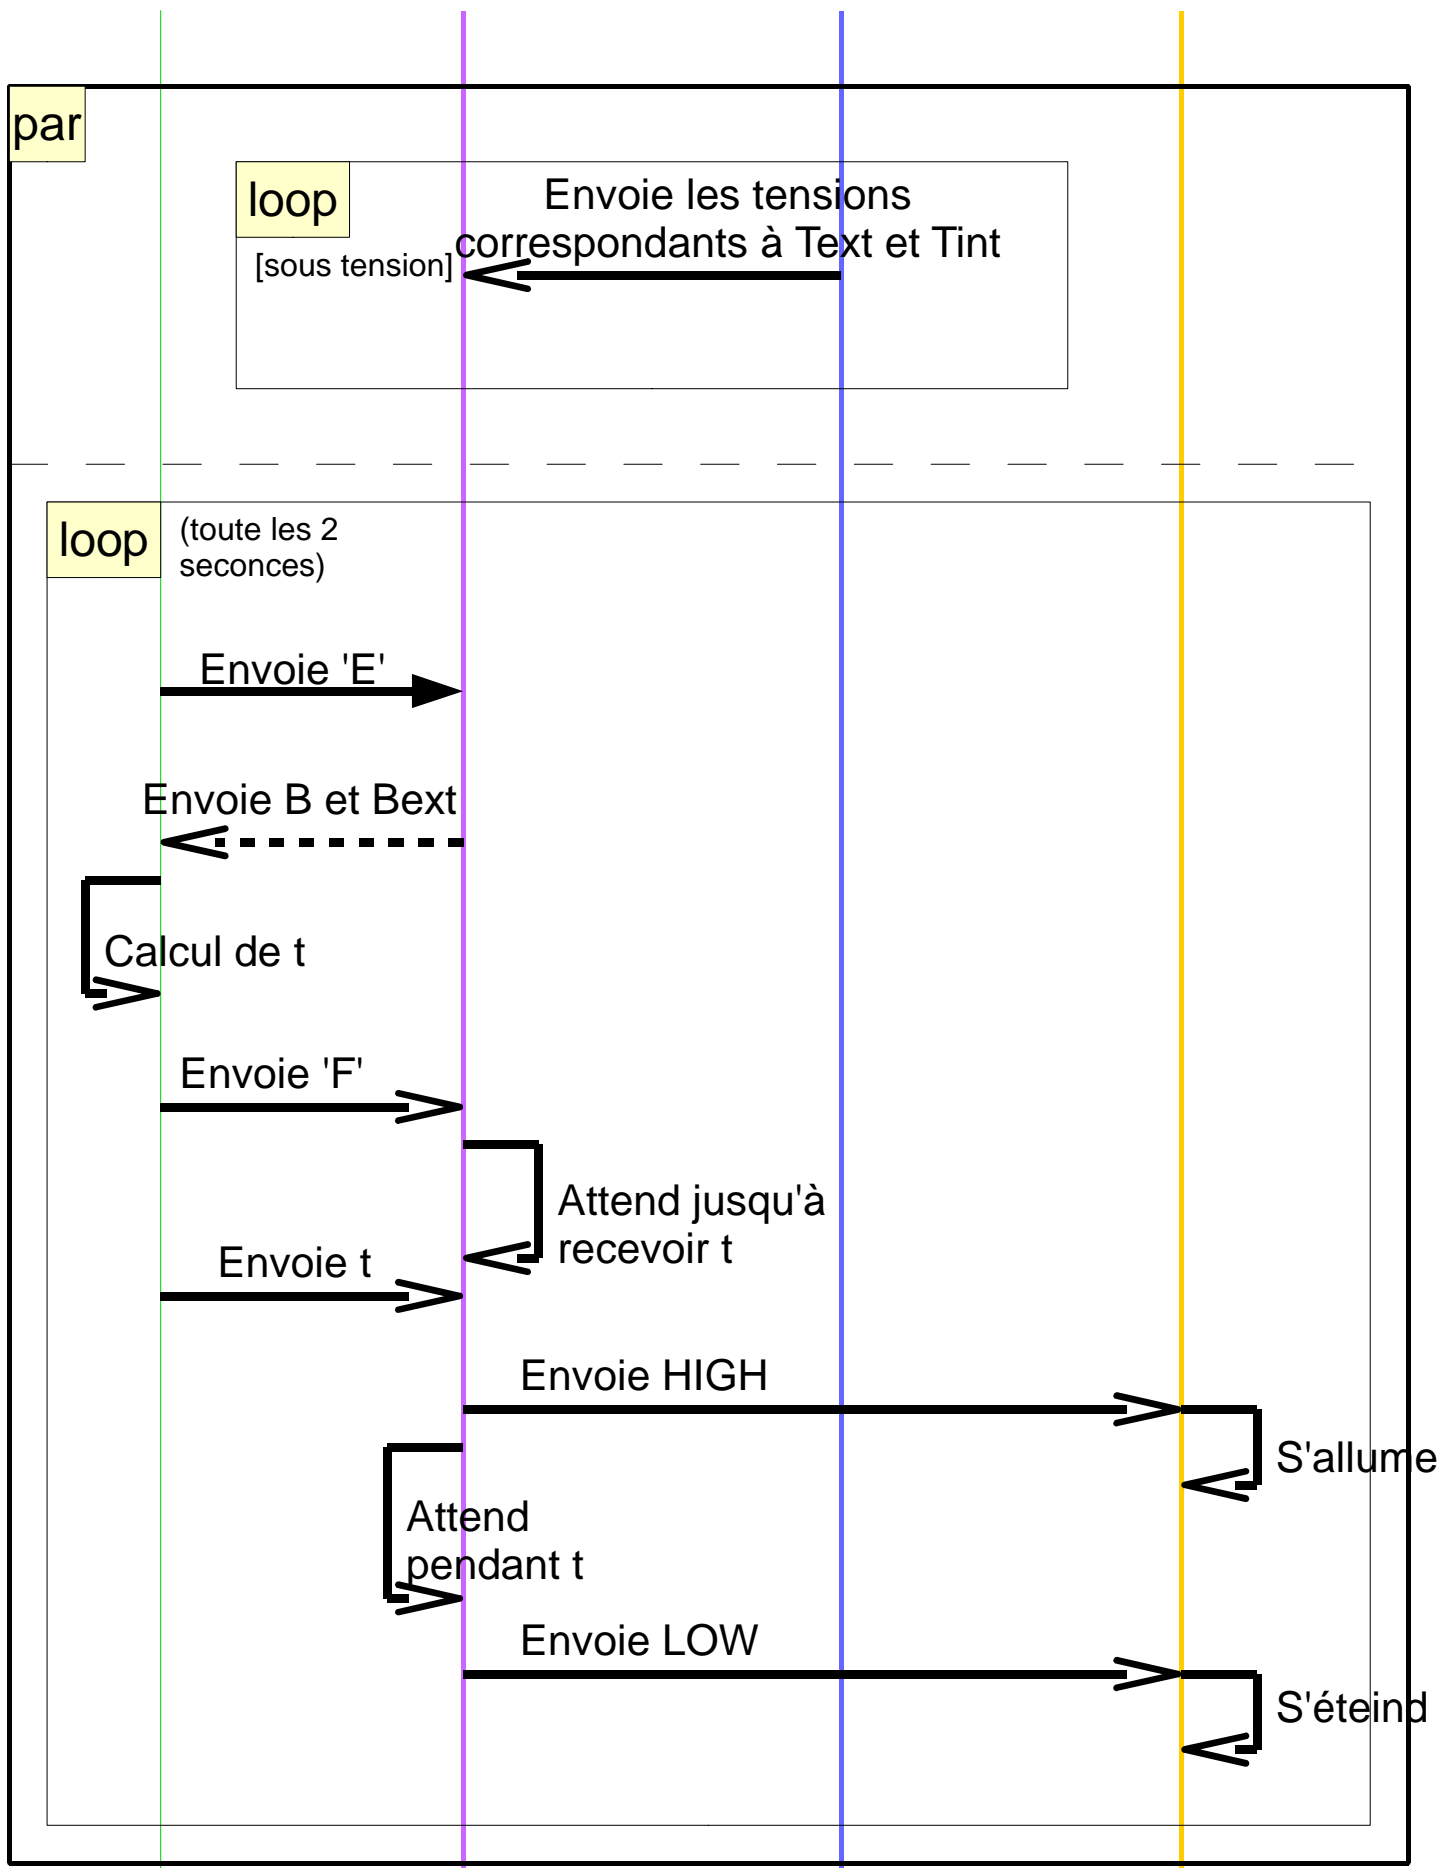 par
loop
Envoie les tensions
correspondants à Text et Tint
[sous tension]
loop
(toute les 2
seconces)
Envoie 'E'
Envoie B et Bext
Calcul de t
Envoie 'F'
Attend jusqu'à
recevoir t
Envoie t
Envoie HIGH
S'allume
Attend
pendant t
Envoie LOW
S'éteind